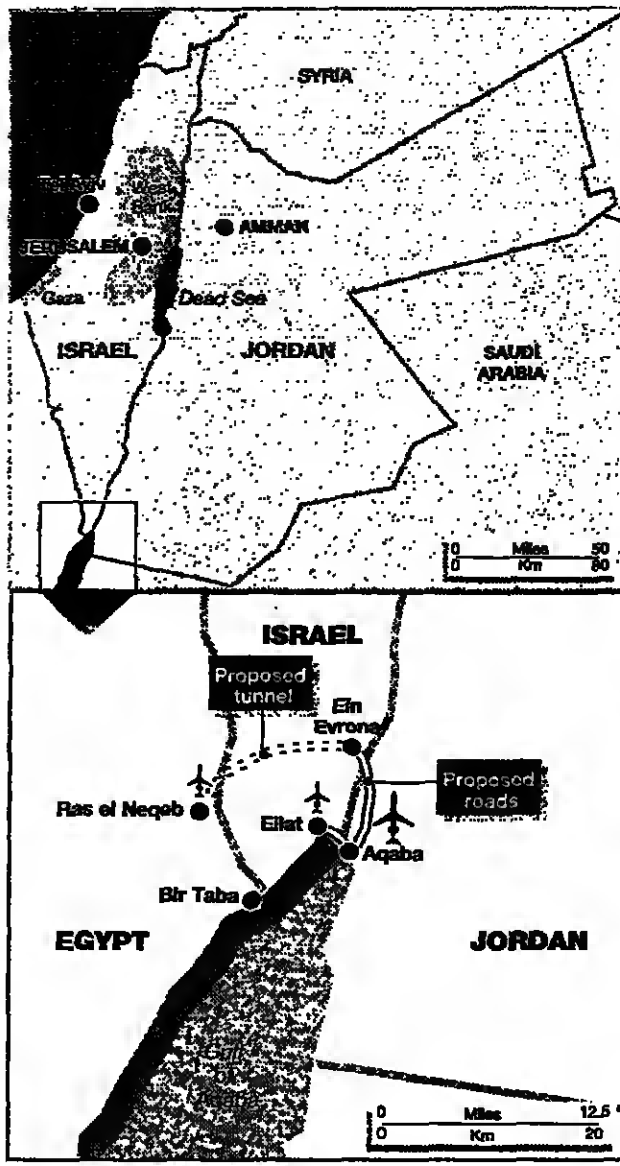 SYRIA
West
Bank
AMMAN
JERUSALEM
Gaza
Dead Sea
ISRAEL
JORDAN
SAUDI
ARABIA
0 Miles 50
0 Km 80
ISRAEL
Proposed
tunnel
Ein
Evrona
Ras el Neqab
Eilat
Proposed
roads
Aqaba
Bir Taba
EGYPT
JORDAN
Gulf
of
Aqaba
0 Miles 12.5
0 Km 20